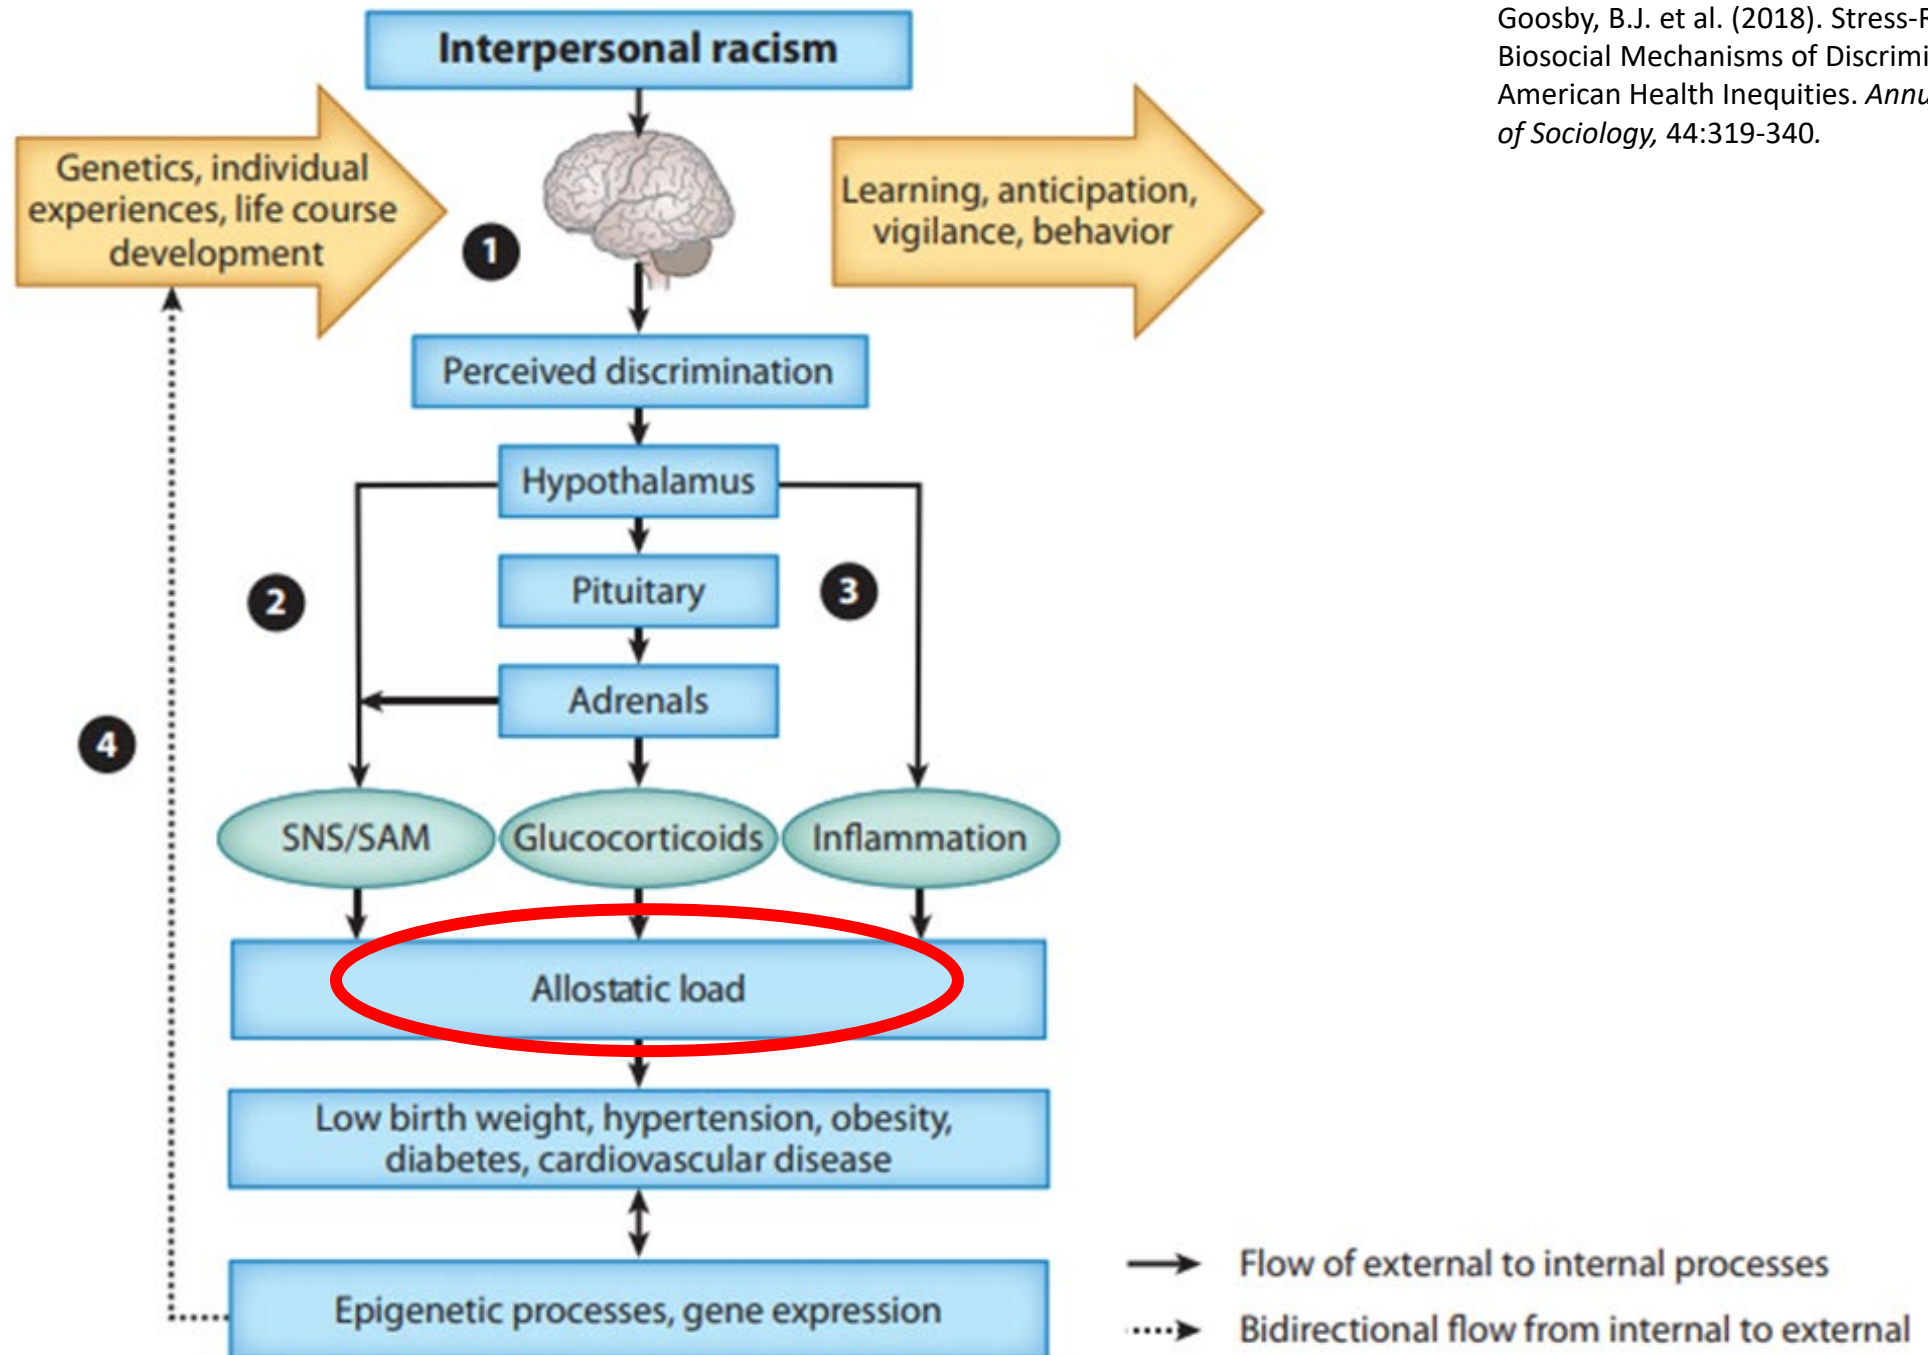 Goosby, B.J. et al. (2018). Stress-
Biosocial Mechanisms of
American Health Inequities.
of Sociology, 44:319-340.
Interpersonal racism
Genetics, individual
experiences, life course
development
1
Learning, anticipation,
vigilance, behavior
Perceived discrimination
Hypothalamus
2
Pituitary
3
Adrenals
4
SNS/SAM
Glucocorticoids
Inflammation
Allostatic load
Low birth weight, hypertension, obesity,
diabetes, cardiovascular disease
Epigenetic processes, gene expression
Flow of external to internal processes
Bidirectional flow from internal to external